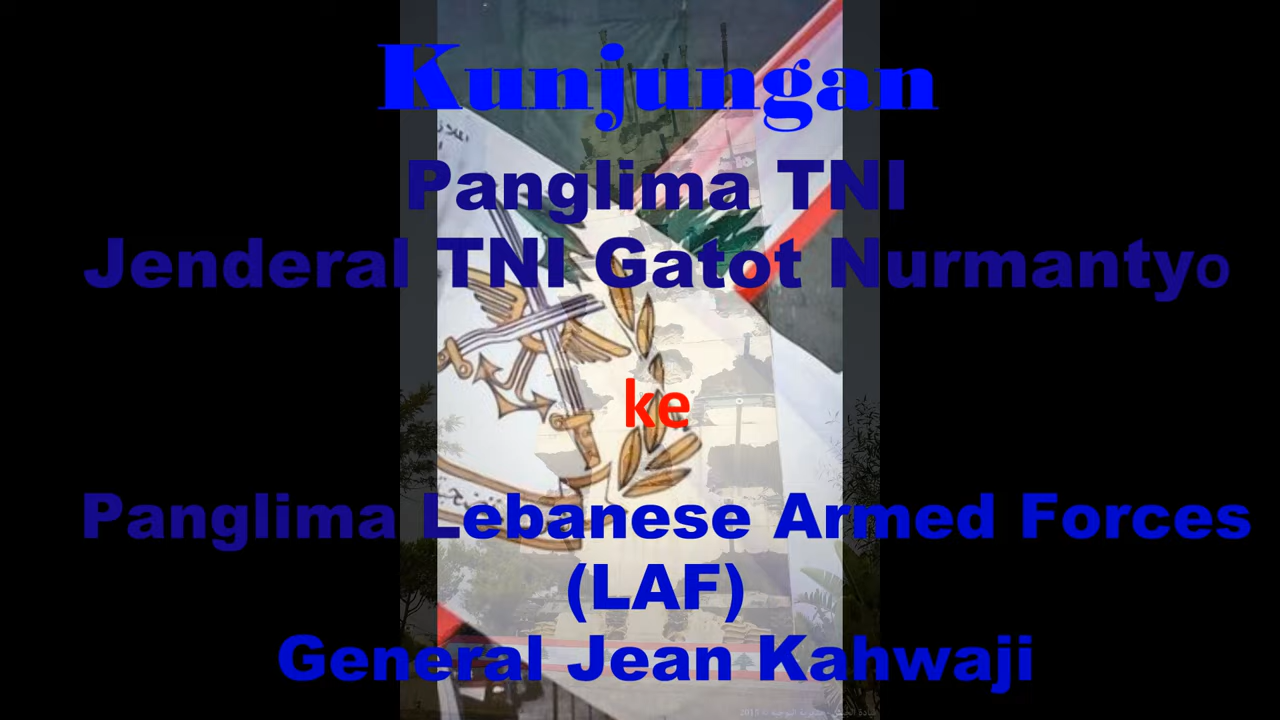 Kunjungan
Panglima TNI
Jenderal TNI Gatot Nurmantyo
ke
Panglima Lebanese Armed Forces
(LAF)
General Jean Kahwaji